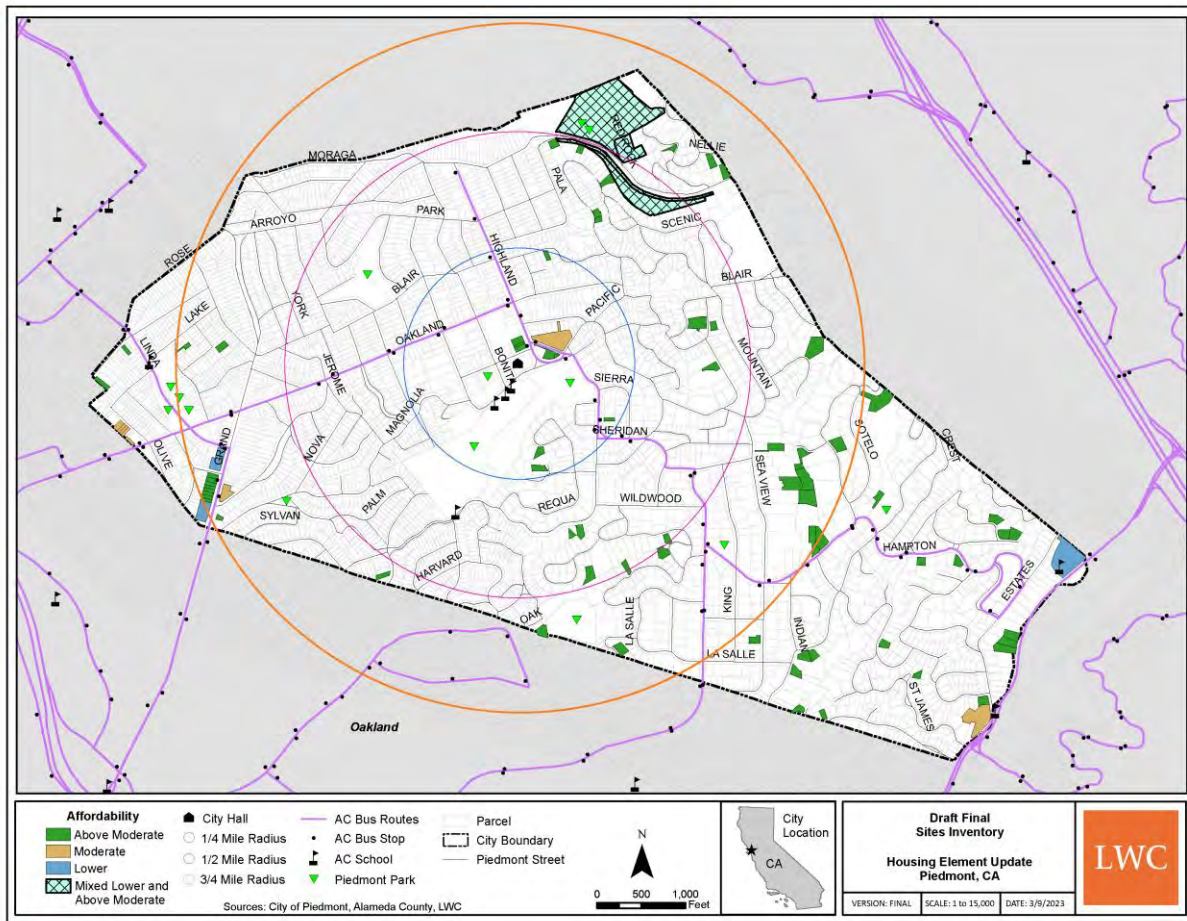 MORAGA
REDROCK
NELLIE
PALA
SCENIC
ARROYO
PARK
HIGHLAND
ROSE
BLAIR
BLAIR
LAKE
YORK
PACIFIC
OAKLAND
LINDA
BONITA
MOUNTAIN
JEROME
SIERRA
MAGNOLIA
SHERIDAN
SOTELO
CREST
OLIVE
GRAND
NOVA
SEA VIEW
PALM
REQUA
WILDWOOD
SYLVAN
HARVARD
HAMPTON
ESTATES
OAK
LA SALLE
KING
INDIAN
LA SALLE
ST JAMES
Oakland
Affordability
Above Moderate
Moderate
Lower
Mixed Lower and
Above Moderate
City Hall
1/4 Mile Radius
1/2 Mile Radius
3/4 Mile Radius
AC Bus Routes
AC Bus Stop
AC School
Piedmont Park
Parcel
City Boundary
Piedmont Street
Sources: City of Piedmont, Alameda County, LWC
N
0 500 1,000
Feet
City
Location
CA
Draft Final
Sites Inventory
Housing Element Update
Piedmont, CA
VERSION: FINAL
SCALE: 1 to 15,000
DATE: 3/9/2023
LWC